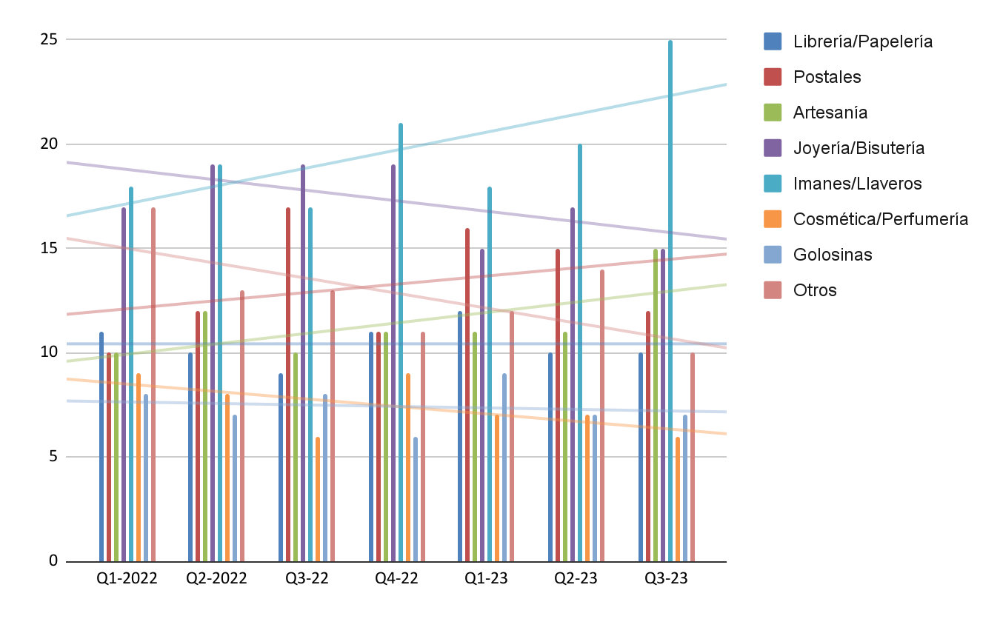 25
20
15
10
5
0
Q1-2022 Q2-2022 Q3-22 Q4-22 Q1-23 Q2-23 Q3-23
Librería/Papelería
Postales
Artesanía
Joyería/Bisutería
Imanes/Llaveros
Cosmética/Perfumería
Golosinas
Otros